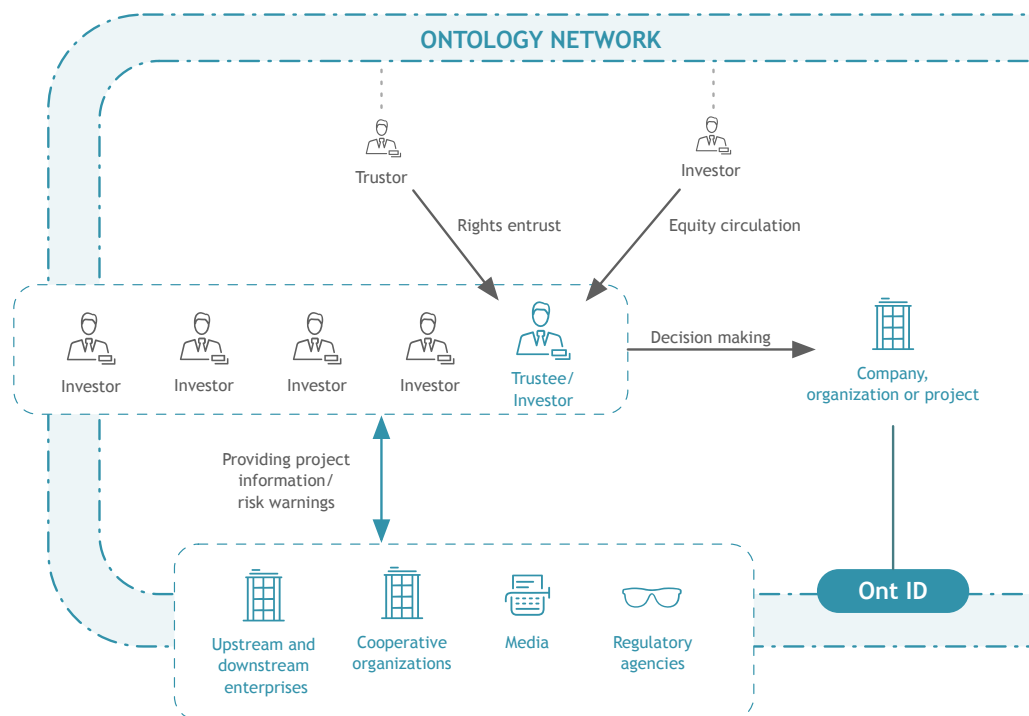 ONTOLOGY NETWORK
Trustor
Investor
Rights entrust
Equity circulation
Investor
Investor
Investor
Investor
Trustee/
Investor
Decision making
Company,
organization or project
Providing project
information/
risk warnings
Upstream and
downstream
enterprises
Cooperative
organizations
Media
Regulatory
agencies
Ont ID